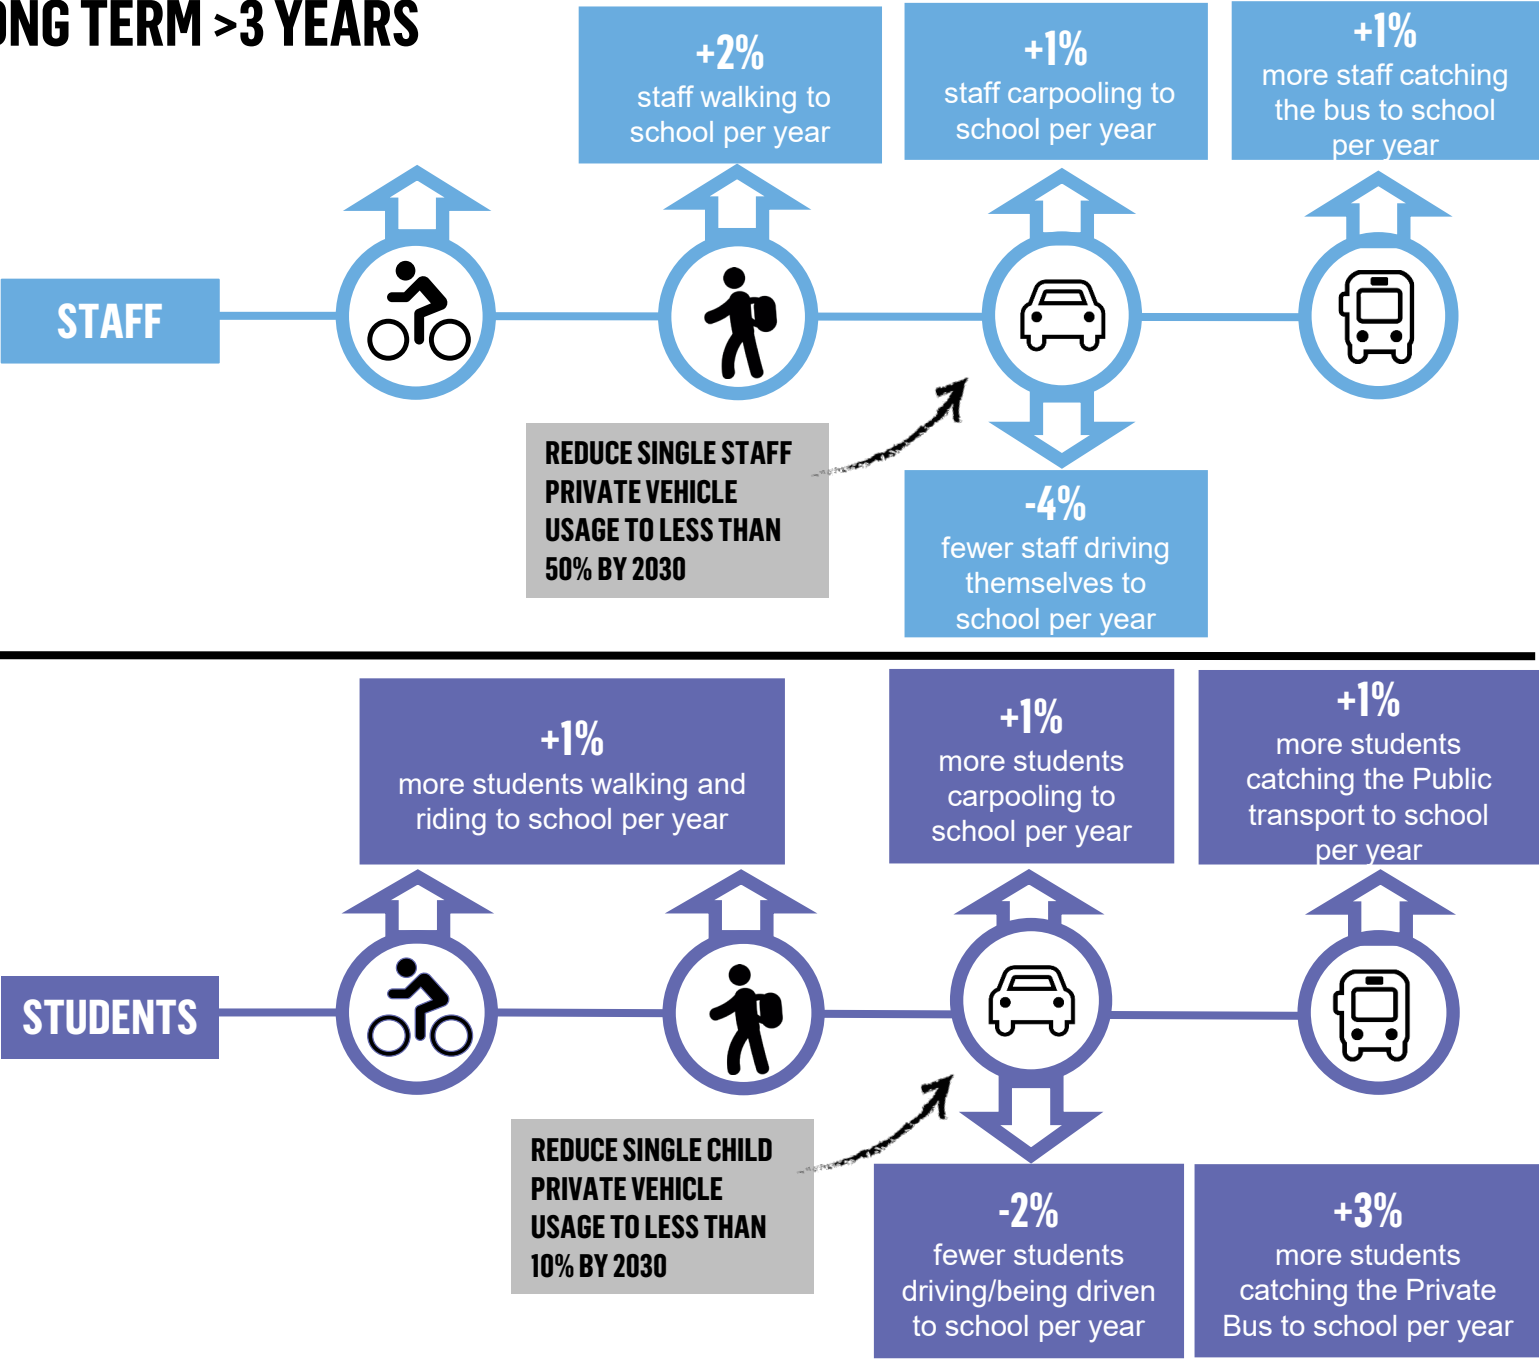 ONG TERM >3 YEARS
+2%
staff walking to
school per year
+1%
staff carpooling to
school per year
+1%
more staff catching
the bus to school
per year
STAFF
REDUCE SINGLE STAFF
PRIVATE VEHICLE
USAGE TO LESS THAN
50% BY 2030
-4%
fewer staff driving
themselves to
school per year
+1%
more students walking and
riding to school per year
+1%
more students
carpooling to
school per year
+1%
more students
catching the Public
transport to school
per year
STUDENTS
REDUCE SINGLE CHILD
PRIVATE VEHICLE
USAGE TO LESS THAN
10% BY 2030
-2%
fewer students
driving/being driven
to school per year
+3%
more students
catching the Private
Bus to school per year